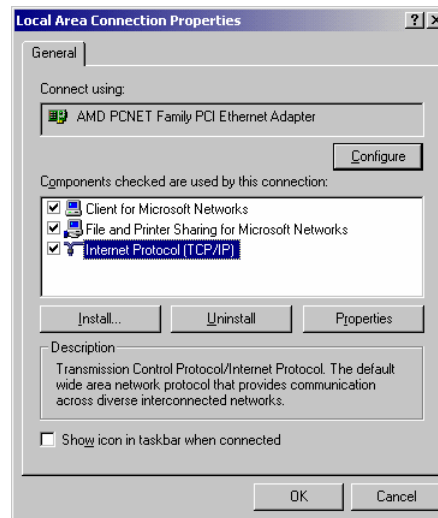 Local Area Connection Properties
General
Connect using:
AMD PCNET Family PCI Ethernet Adapter
Configure
Components checked are used by this connection:
Client for Microsoft Networks
File and Printer Sharing for Microsoft Networks
Internet Protocol (TCP/IP)
Install... Uninstall Properties
Description
Transmission Control Protocol/Internet Protocol. The default
wide area network protocol that provides communication
across diverse interconnected networks.
Show icon in taskbar when connected
OK Cancel